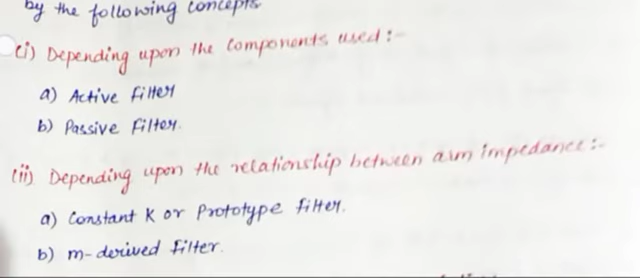 by the following concepts
(i) Depending upon the Components used :-
a) Active Filter
b) Passive Filter.
(ii) Depending upon the relationship between arm impedance :-
a) Constant K or Prototype filter.
b) m-derived filter.